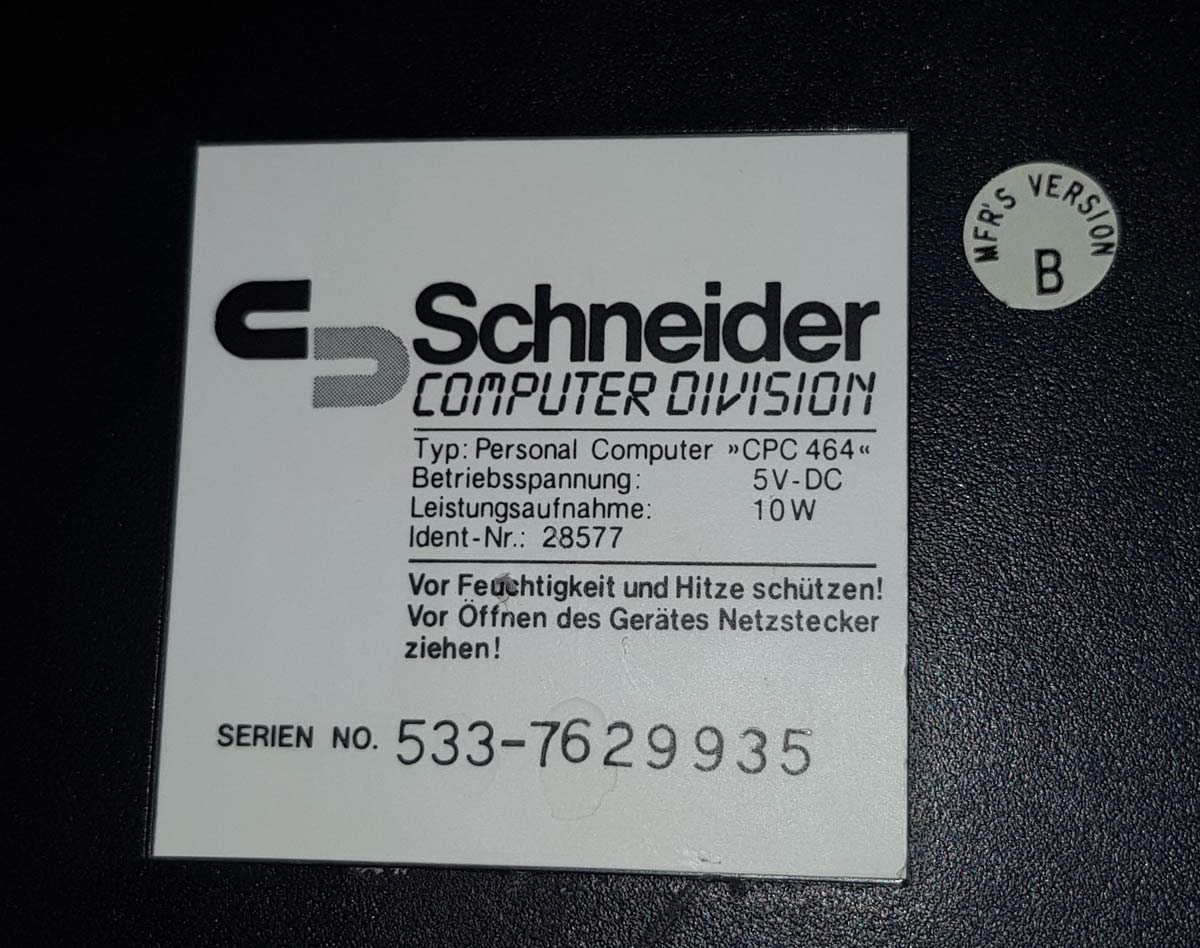 MFR'S VERSION
B
Schneider
COMPUTER DIVISION
Typ: Personal Computer »CPC 464«
Betriebsspannung: 5V-DC
Leistungsaufnahme: 10W
Ident-Nr.: 28577
Vor Feuchtigkeit und Hitze schützen!
Vor Öffnen des Gerätes Netzstecker
ziehen!
SERIEN NO. 533-7629935